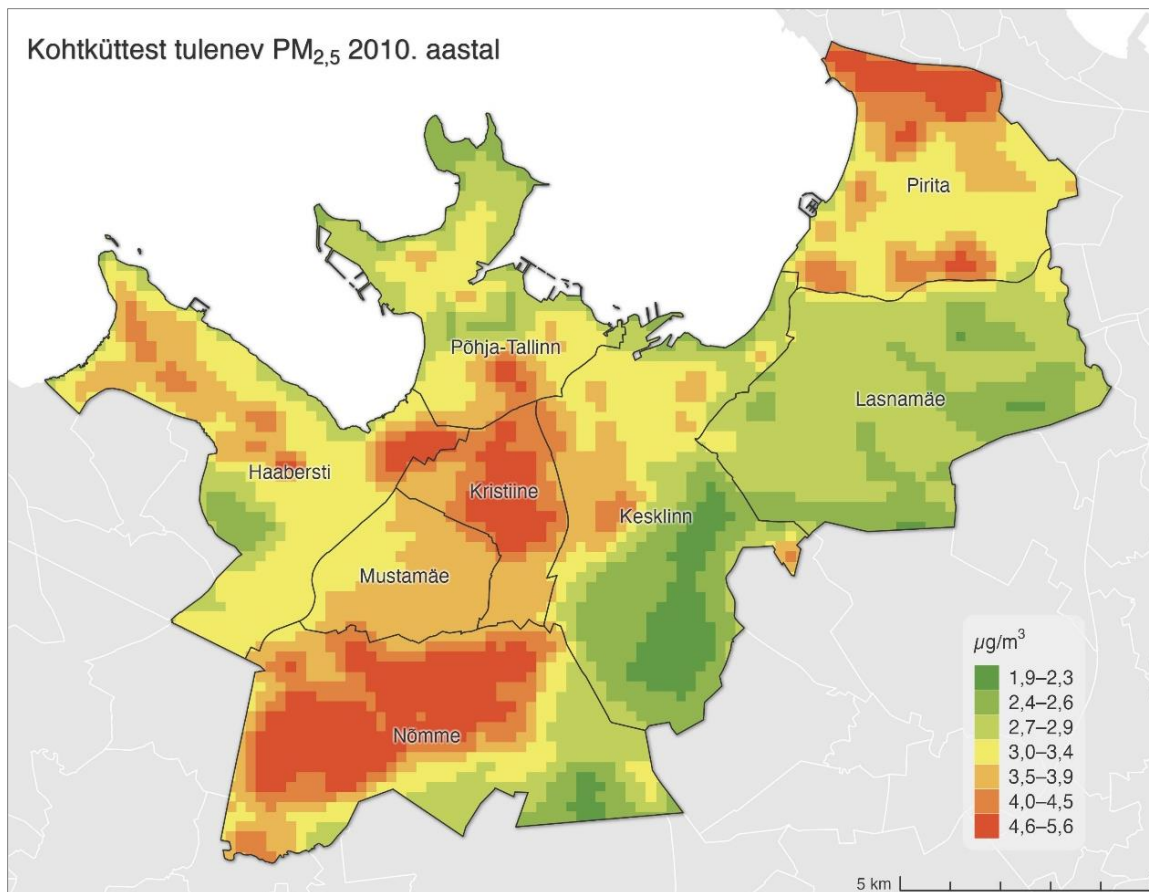 Kohtküttest tulenev PM2,5 2010. aastal
Pirita
Põhja-Tallinn
Lasnamäe
Haabersti
Kristiine
Kesklinn
Mustamäe
Nõmme
µg/m³
1,9–2,3
2,4–2,6
2,7–2,9
3,0–3,4
3,5–3,9
4,0–4,5
4,6–5,6
5 km